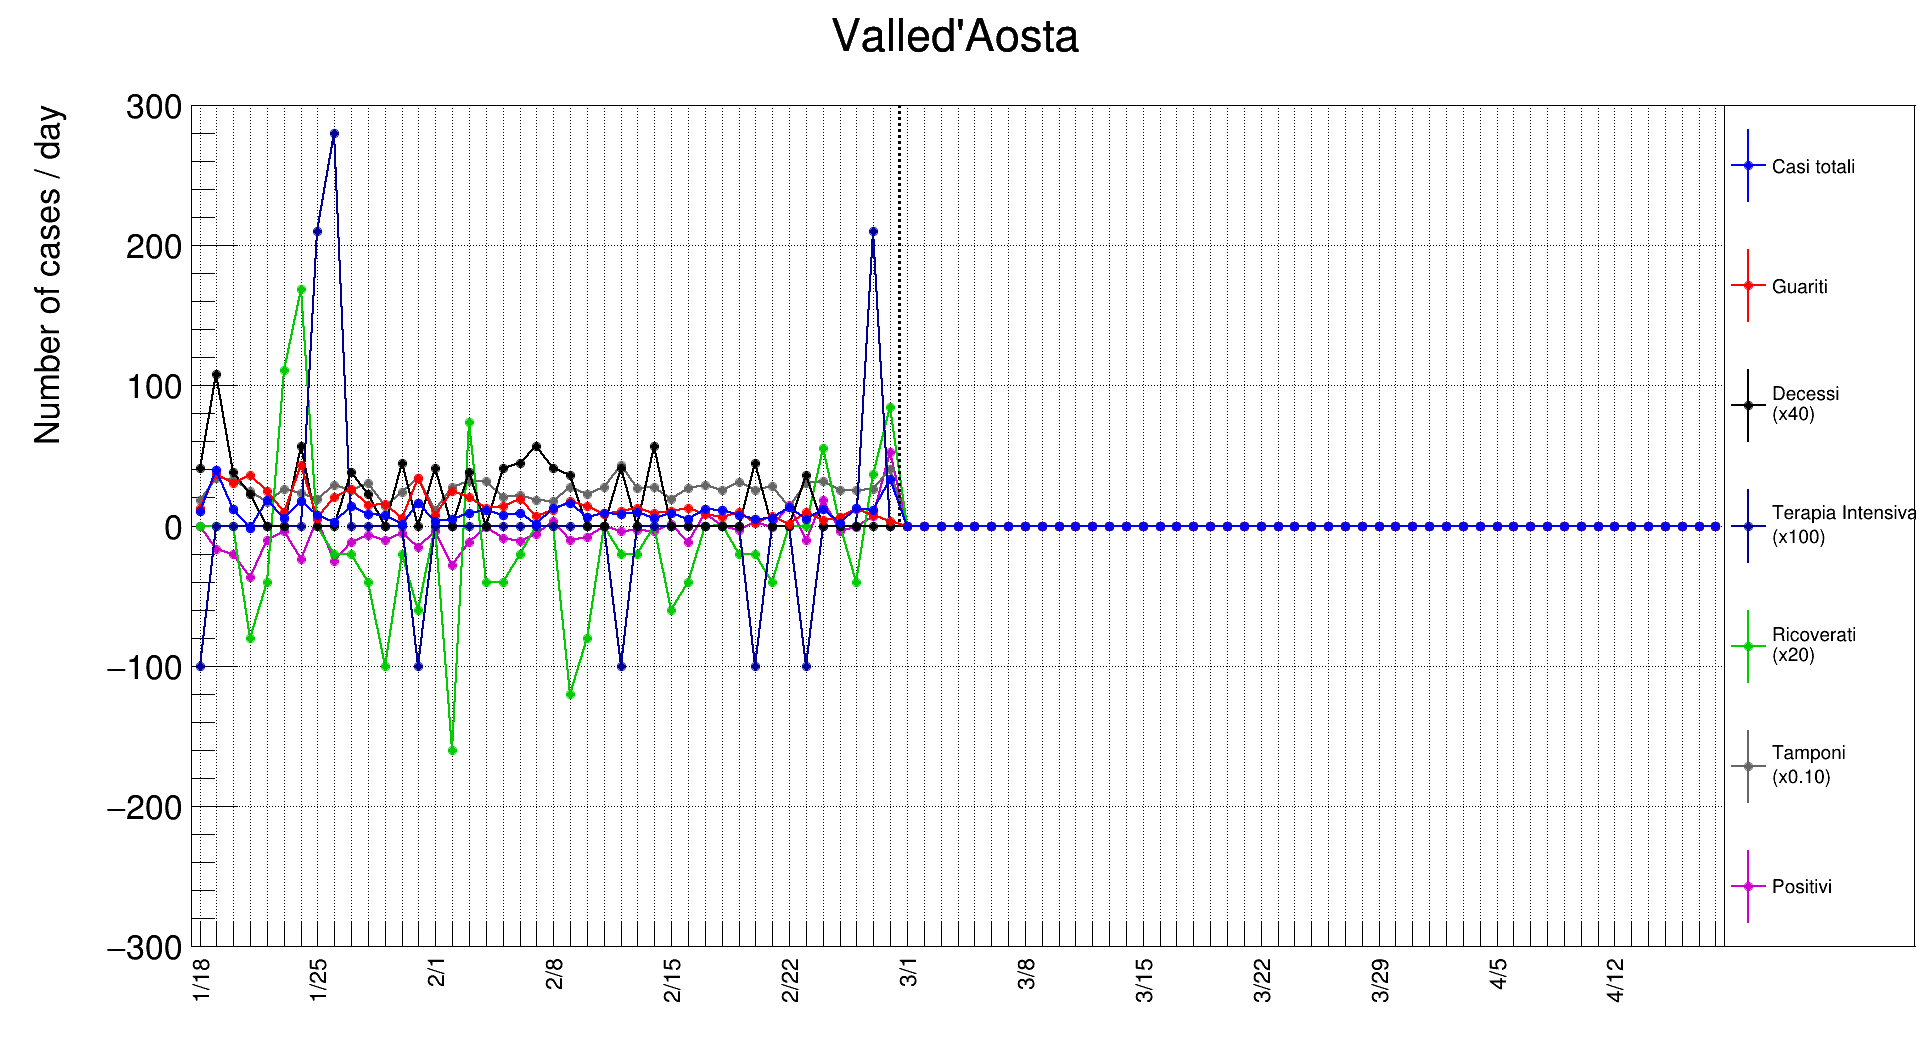 Valled'Aosta
Number of cases / day
300
200
100
0
−100
−200
−300
1/18
1/25
2/1
2/8
2/15
2/22
3/1
3/8
3/15
3/22
3/29
4/5
4/12
Casi totali
Guariti
Decessi
(x40)
Terapia Intensiva
(x100)
Ricoverati
(x20)
Tamponi
(x0.10)
Positivi